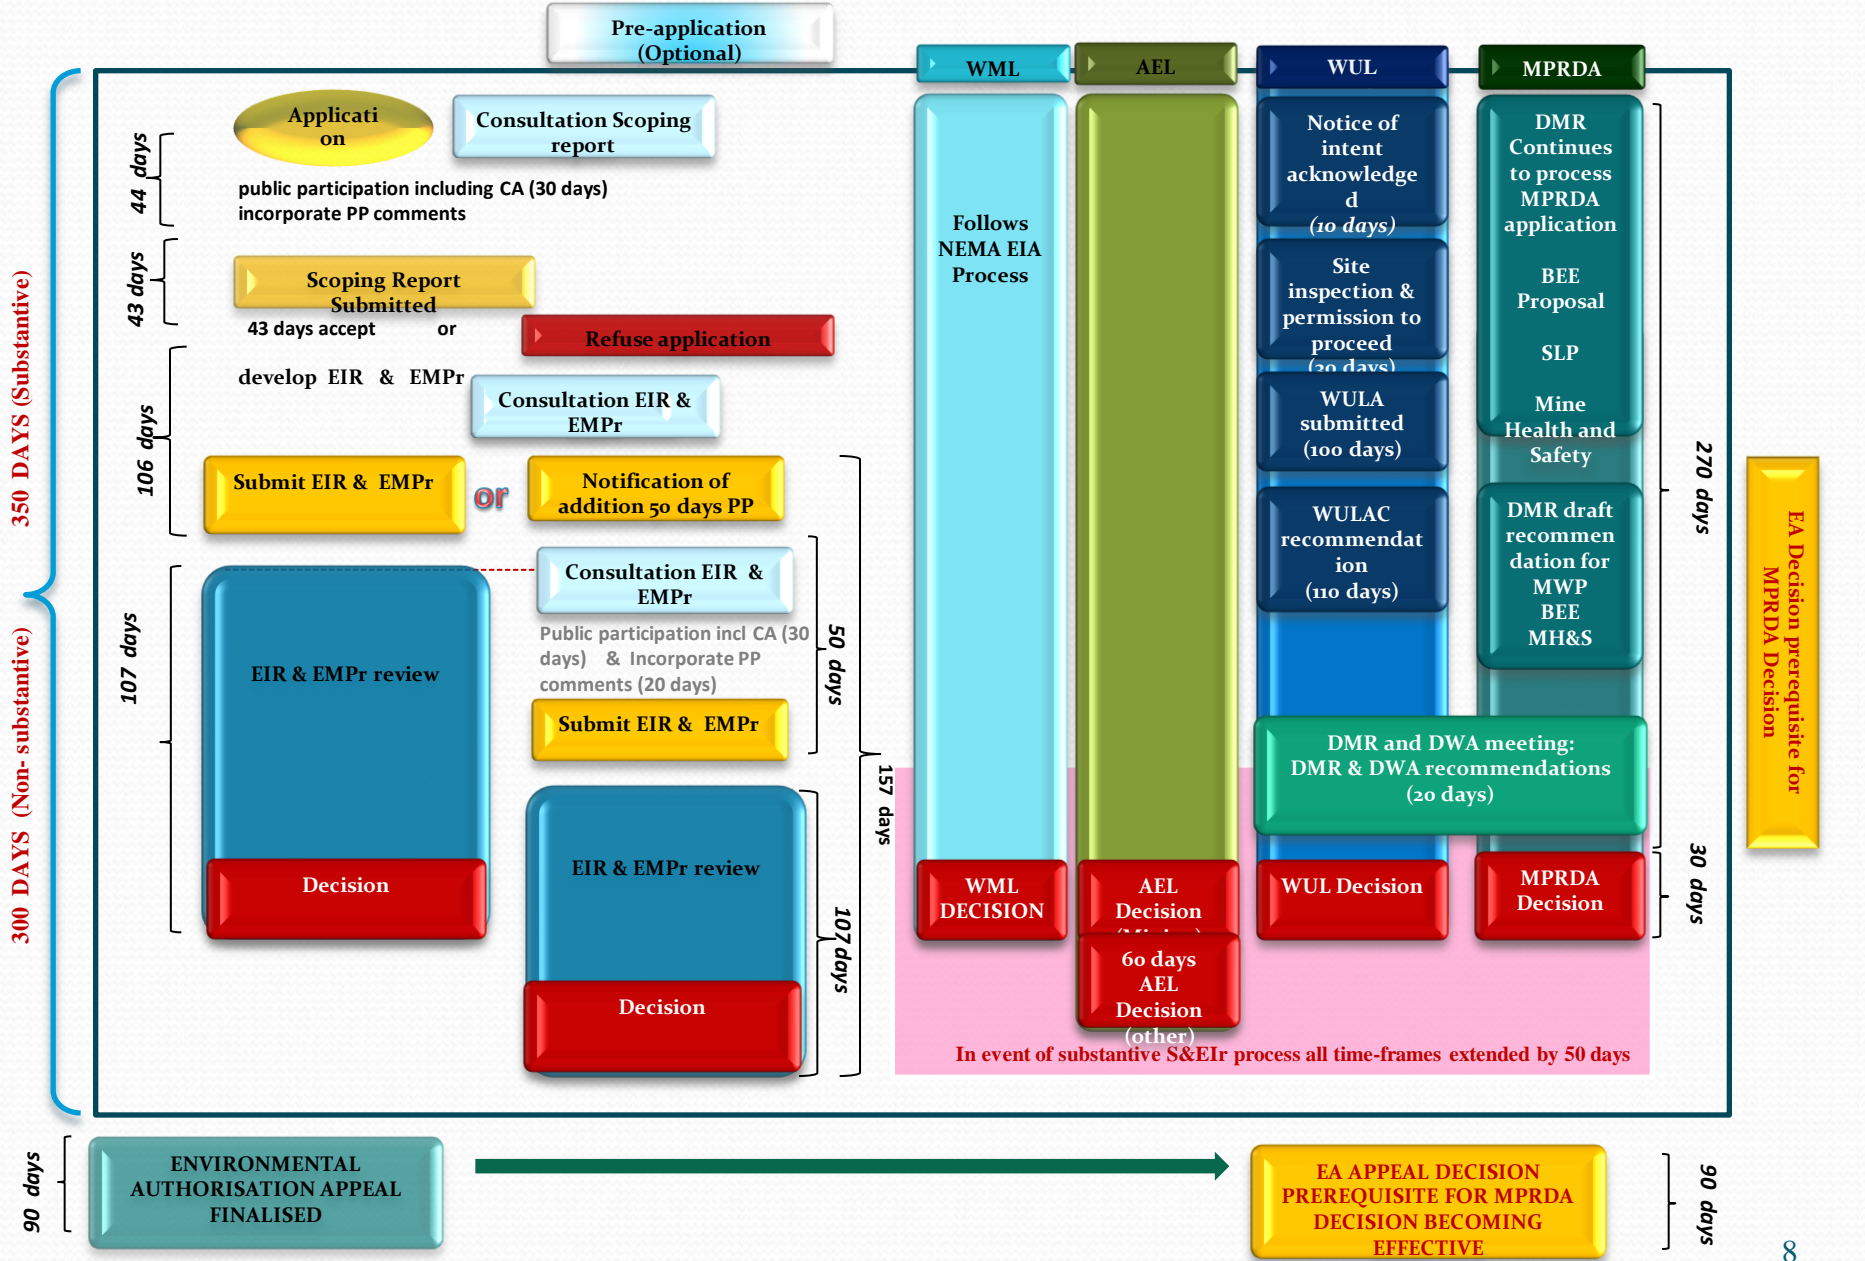 Pre-application
(Optional)
WML
AEL
WUL
MPRDA
350 DAYS (Substantive)
300 DAYS (Non- substantive)
44 days
Applicati
on
Consultation Scoping
report
public participation including CA (30 days)
incorporate PP comments
43 days
Scoping Report
Submitted
43 days accept or
Refuse application
106 days
develop EIR & EMPr
Consultation EIR &
EMPr
Submit EIR & EMPr
or
Notification of
addition 50 days PP
107 days
EIR & EMPr review
Decision
Consultation EIR &
EMPr
Public participation incl CA (30
days) & Incorporate PP
comments (20 days)
50 days
Submit EIR & EMPr
157 days
EIR & EMPr review
Decision
107 days
Follows
NEMA EIA
Process
WML
DECISION
AEL
Decision
(Mining)
60 days
AEL
Decision
(other)
Notice of
intent
acknowledge
d
(10 days)
Site
inspection &
permission to
proceed
(30 days)
WULA
submitted
(100 days)
WULAC
recommendat
ion
(110 days)
DMR
Continues
to process
MPRDA
application
BEE
Proposal
SLP
Mine
Health and
Safety
DMR draft
recommen
dation for
MWP
BEE
MH&S
DMR and DWA meeting:
DMR & DWA recommendations
(20 days)
WUL Decision
MPRDA
Decision
270 days
30 days
EA Decision prerequisite for
MPRDA Decision
In event of substantive S&EIr process all time-frames extended by 50 days
90 days
ENVIRONMENTAL
AUTHORISATION APPEAL
FINALISED
EA APPEAL DECISION
PREREQUISITE FOR MPRDA
DECISION BECOMING
EFFECTIVE
90 days
8